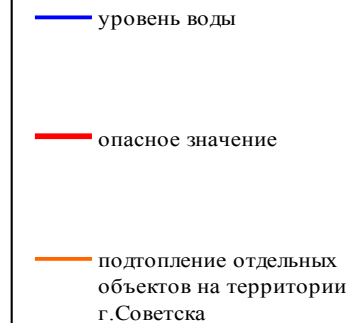 уровень воды
опасное значение
подтопление отдельных
объектов на территории
г.Советска